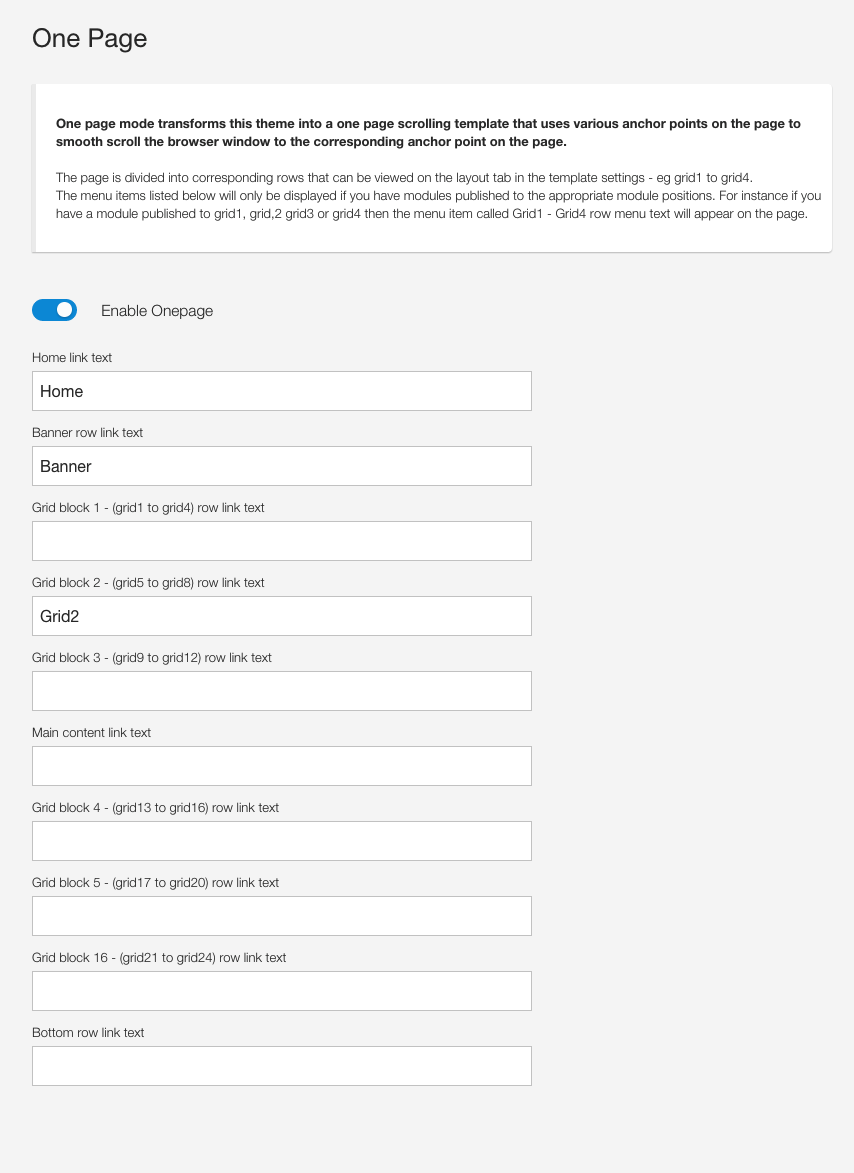 One Page
One page mode transforms this theme into a one page scrolling template that uses various anchor points on the page to
smooth scroll the browser window to the corresponding anchor point on the page.
The page is divided into corresponding rows that can be viewed on the layout tab in the template settings - eg grid1 to grid4.
The menu items listed below will only be displayed if you have modules published to the appropriate module positions. For instance if you
have a module published to grid1, grid,2 grid3 or grid4 then the menu item called Grid1 - Grid4 row menu text will appear on the page.
Enable Onepage
Home link text
Home
Banner row link text
Banner
Grid block 1 - (grid1 to grid4) row link text
Grid block 2 - (grid5 to grid8) row link text
Grid2
Grid block 3 - (grid9 to grid12) row link text
Main content link text
Grid block 4 - (grid13 to grid16) row link text
Grid block 5 - (grid17 to grid20) row link text
Grid block 16 - (grid21 to grid24) row link text
Bottom row link text